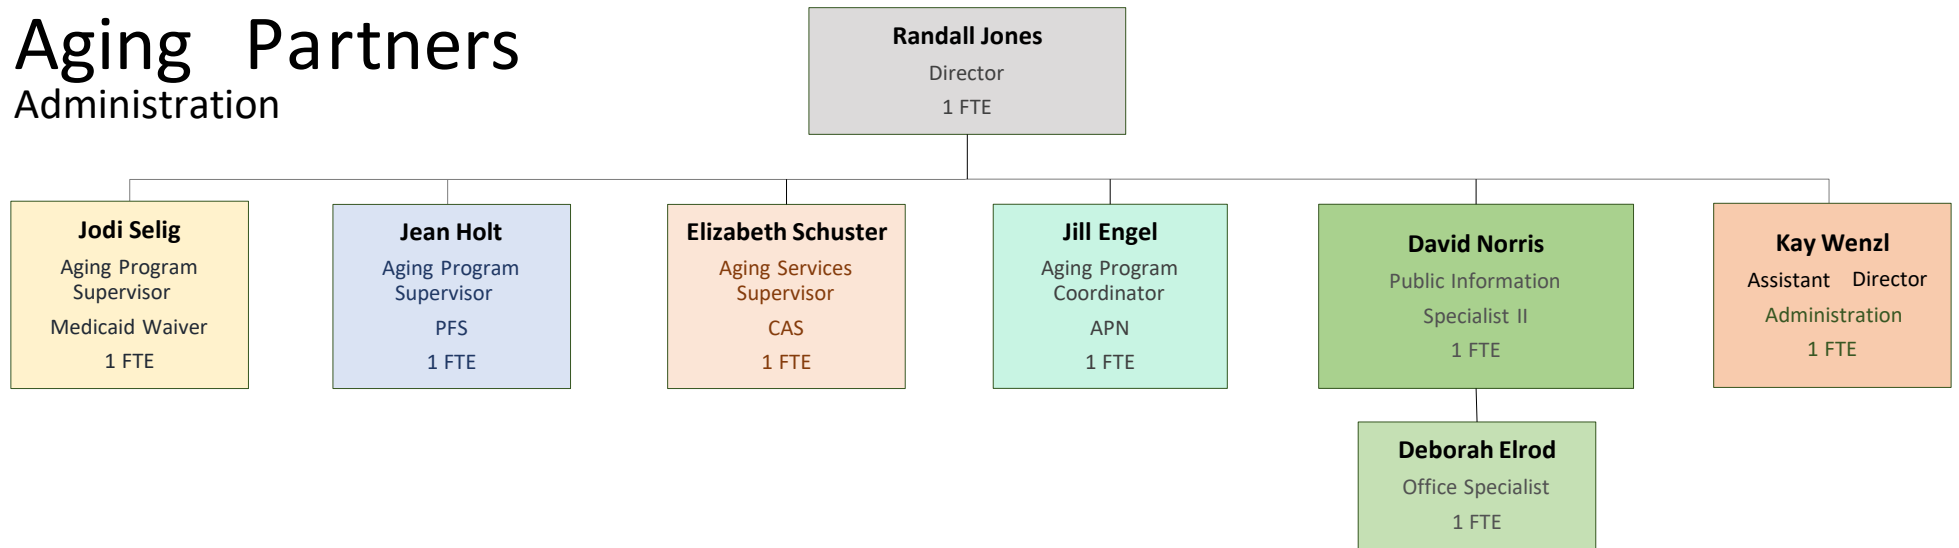 Aging Partners
Administration
Randall Jones
Director
1 FTE
Jodi Selig
Aging Program
Supervisor
Medicaid Waiver
1 FTE
Jean Holt
Aging Program
Supervisor
PFS
1 FTE
Elizabeth Schuster
Aging Services
Supervisor
CAS
1 FTE
Jill Engel
Aging Program
Coordinator
APN
1 FTE
David Norris
Public Information
Specialist II
1 FTE
Kay Wenzl
Assistant Director
Administration
1 FTE
Deborah Elrod
Office Specialist
1 FTE